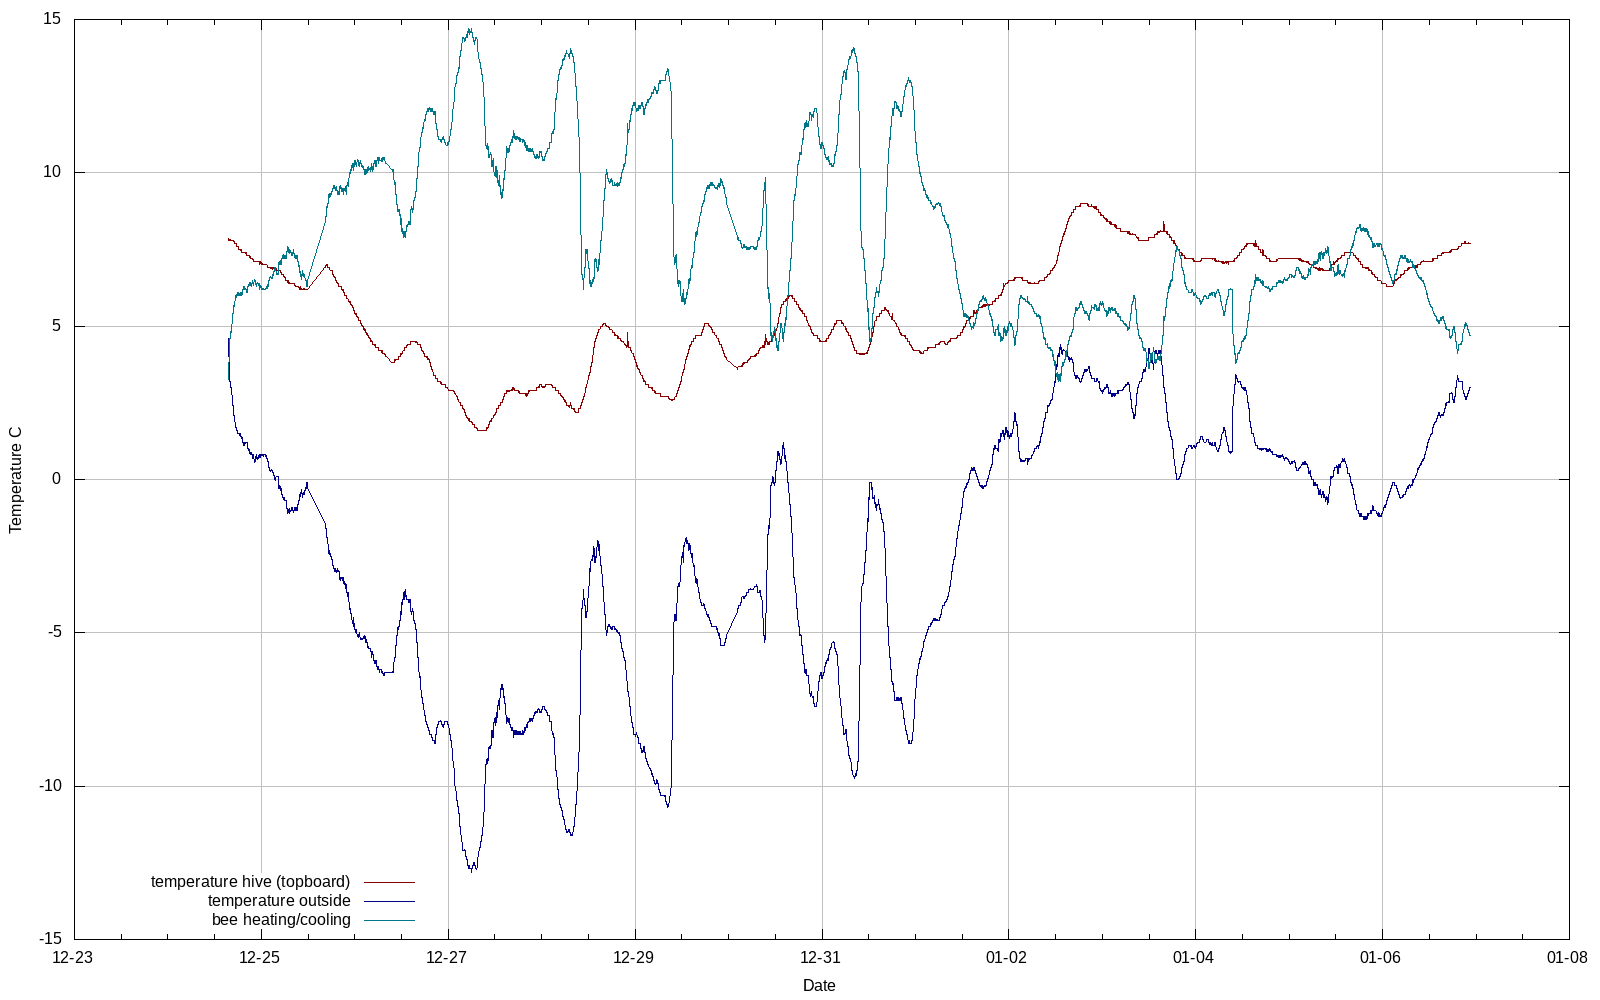 15
10
5
0
-5
-10
-15
Temperature C
temperature hive (topboard)
temperature outside
bee heating/cooling
12-23 12-25 12-27 12-29 12-31 01-02 01-04 01-06 01-08
Date